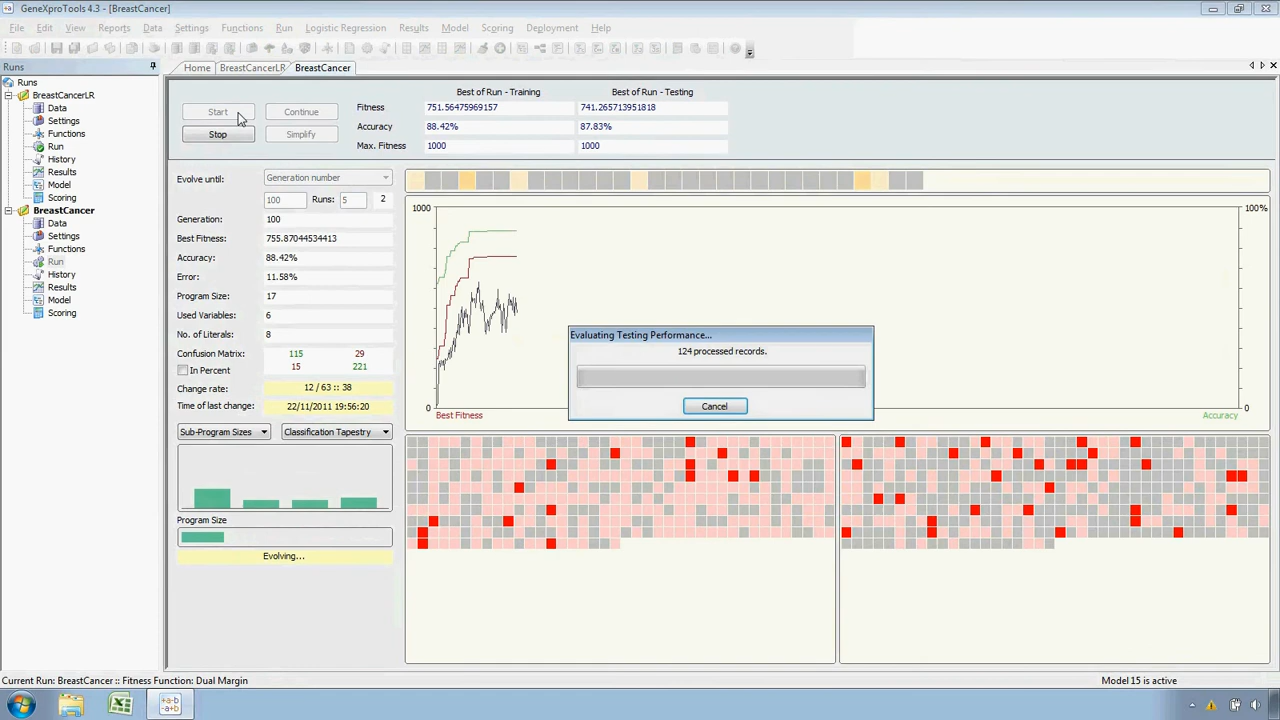 GeneXproTools 4.3 - [BreastCancer]
File Edit View Reports Data Settings Functions Run Logistic Regression Results Model Scoring Deployment Help
Runs
Home BreastCancerLR BreastCancer
Runs
BreastCancerLR
Data
Settings
Functions
Run
History
Results
Model
Scoring
BreastCancer
Data
Settings
Functions
Run
History
Results
Model
Scoring
Start Continue
Stop Simplify
Best of Run - Training Best of Run - Testing
Fitness 751.56475969157 741.265713951818
Accuracy 88.42% 87.83%
Max. Fitness 1000 1000
Evolve until: Generation number
100 Runs: 5 2
Generation: 100
Best Fitness: 755.87044534413
Accuracy: 88.42%
Error: 11.58%
Program Size: 17
Used Variables: 6
No. of Literals: 8
Confusion Matrix: 115 29
In Percent 15 221
Change rate: 12 / 63 :: 38
Time of last change: 22/11/2011 19:56:20
Sub-Program Sizes Classification Tapestry
Program Size
Evolving...
1000 100%
0 0
Best Fitness Accuracy
Evaluating Testing Performance...
124 processed records.
Cancel
Current Run: BreastCancer :: Fitness Function: Dual Margin Model 15 is active